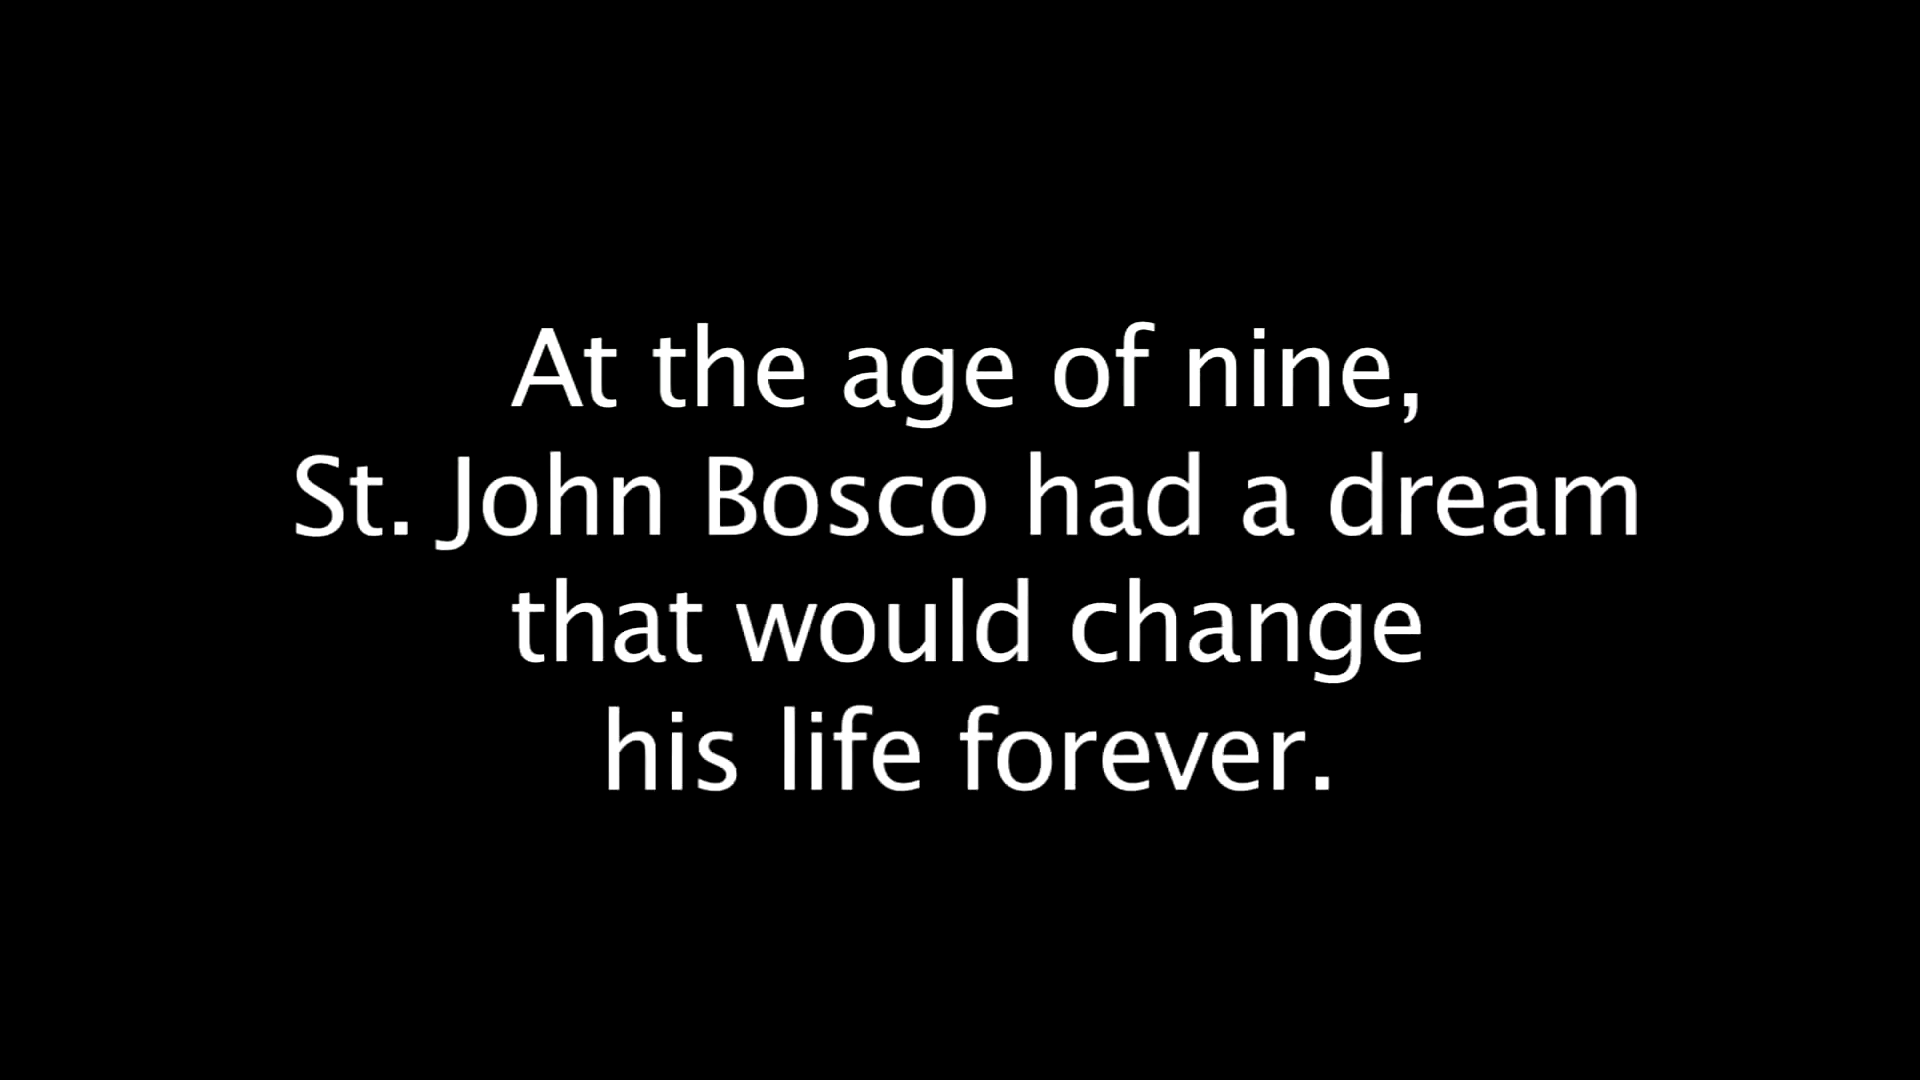 At the age of nine,
St. John Bosco had a dream
that would change
his life forever.